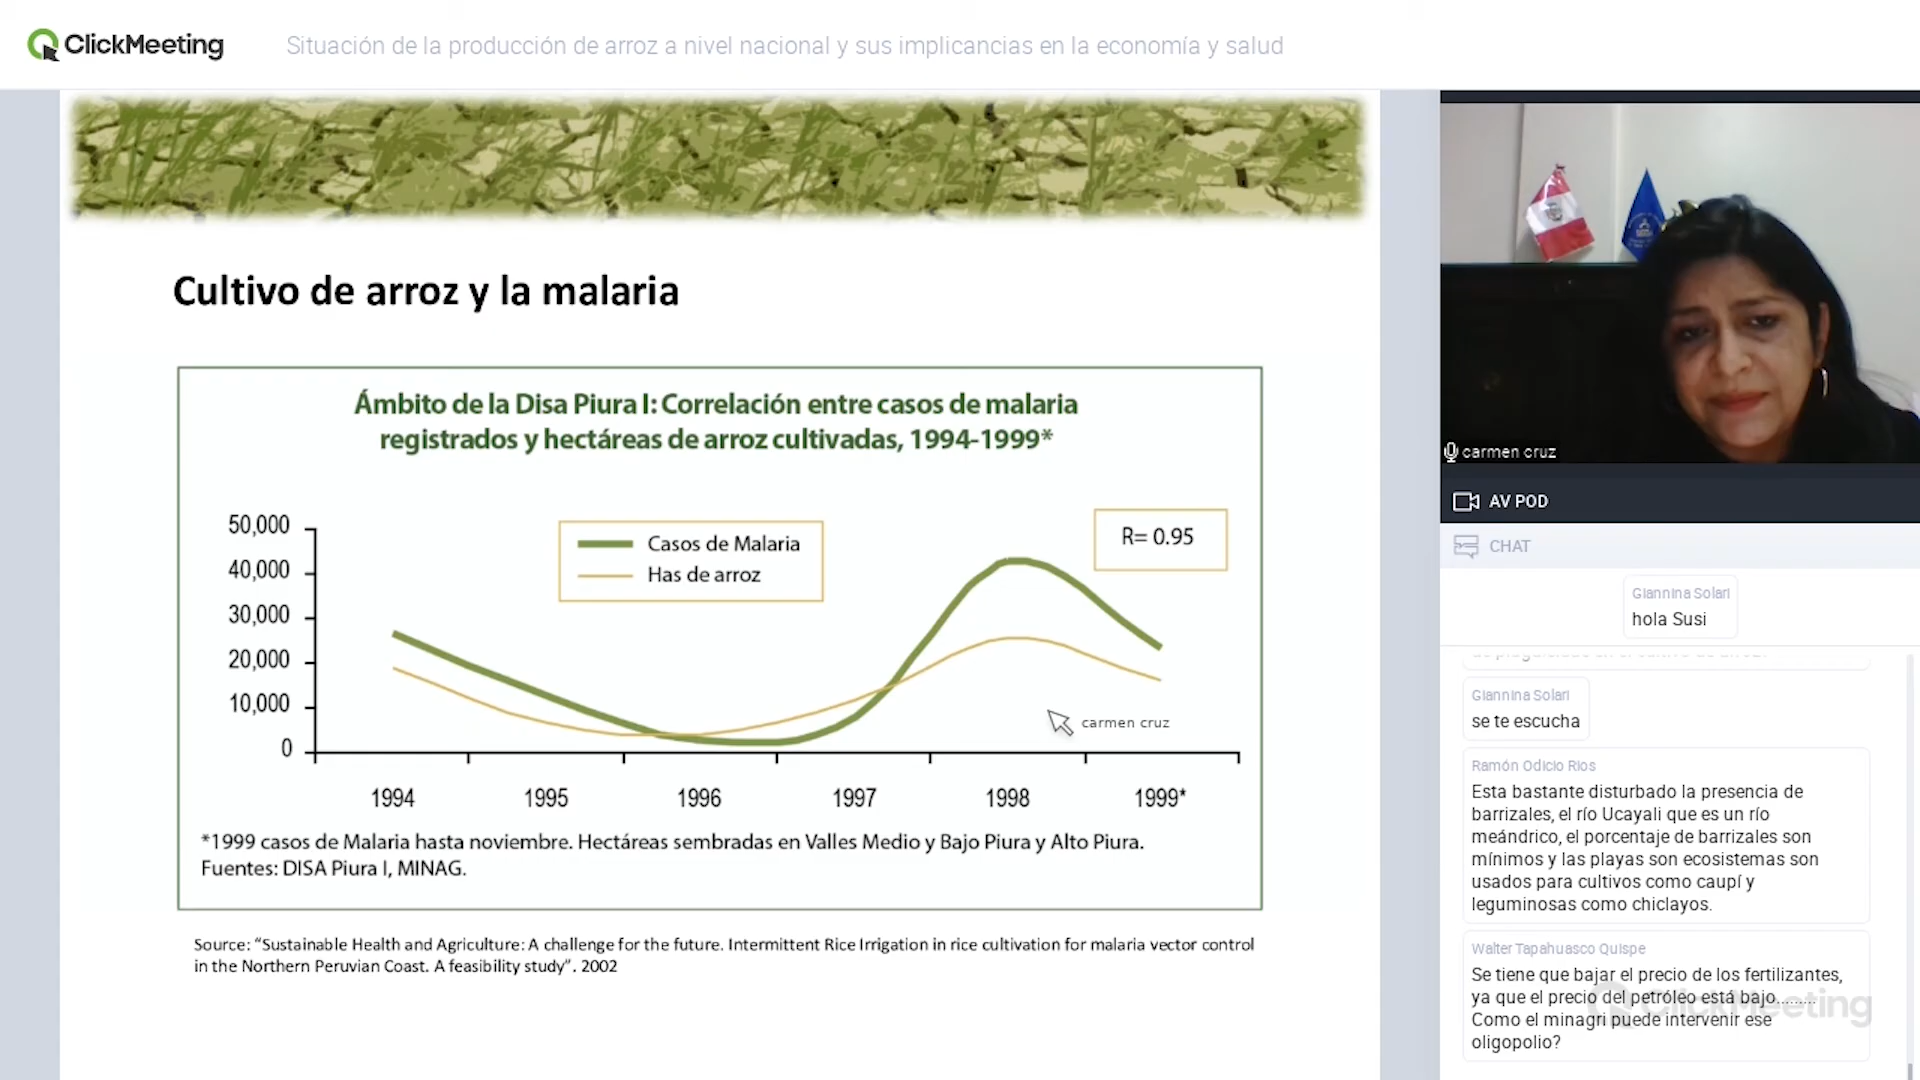 ClickMeeting
Situación de la producción de arroz a nivel nacional y sus implicancias en la economía y salud
Cultivo de arroz y la malaria
Ámbito de la Disa Piura I: Correlación entre casos de malaria
registrados y hectáreas de arroz cultivadas, 1994-1999*
50,000
40,000
30,000
20,000
10,000
0
Casos de Malaria
Has de arroz
R= 0.95
carmen cruz
1994
1995
1996
1997
1998
1999*
*1999 casos de Malaria hasta noviembre. Hectáreas sembradas en Valles Medio y Bajo Piura y Alto Piura.
Fuentes: DISA Piura I, MINAG.
Source: “Sustainable Health and Agriculture: A challenge for the future. Intermittent Rice Irrigation in rice cultivation for malaria vector control
in the Northern Peruvian Coast. A feasibility study”. 2002
carmen cruz
AV POD
CHAT
Giannina Solari
hola Susi
Giannina Solari
se te escucha
Ramón Odicio Rios
Esta bastante disturbado la presencia de
barrizales, el río Ucayali que es un río
meándrico, el porcentaje de barrizales son
mínimos y las playas son ecosistemas son
usados para cultivos como caupí y
leguminosas como chiclayos.
Walter Tapahuasco Quispe
Se tiene que bajar el precio de los fertilizantes,
ya que el precio del petróleo está bajo.........
Como el minagri puede intervenir ese
oligopolio?
ClickMeeting